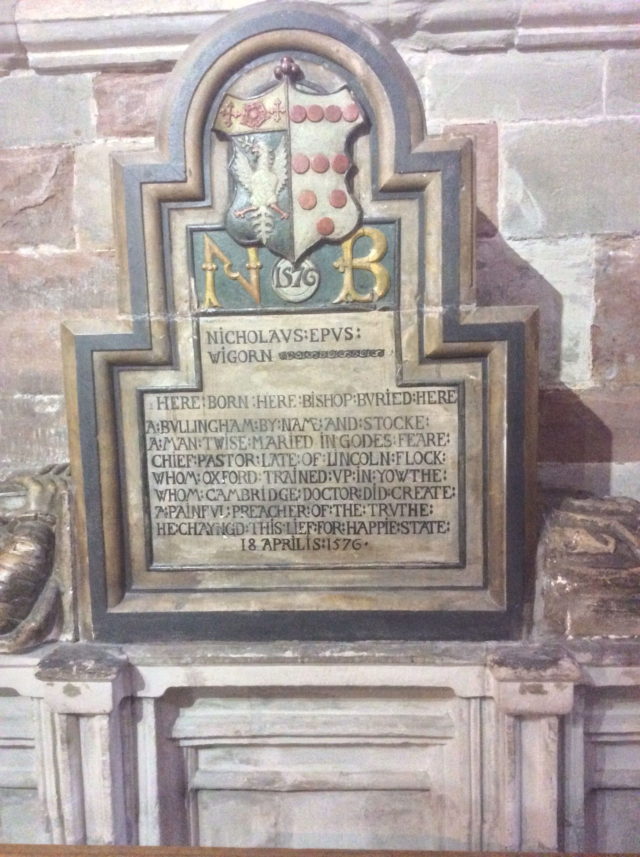 N 1576 B
NICHOLAVS:EPVS:
WIGORN
HERE:BORN:HERE:BISHOP:BVRIED:HERE
A:BVLLINGHAM:BY:NAME:AND:STOCKE:
A:MAN:TWISE:MARIED:IN:GODES:FEARE:
CHIEF:PASTOR:LATE:OF:LINCOLN:FLOCK:
WHOM:OXFORD:TRAINED:VP:IN:YOWTHE:
WHOM:CAMBRIDGE:DOCTOR:DID:CREATE:
A:PAINFVL:PREACHER:OF:THE:TRVTHE:
HE:CHAYNGD:THIS:LIEF:FOR:HAPPIE:STATE:
18:APRILIS:1576.